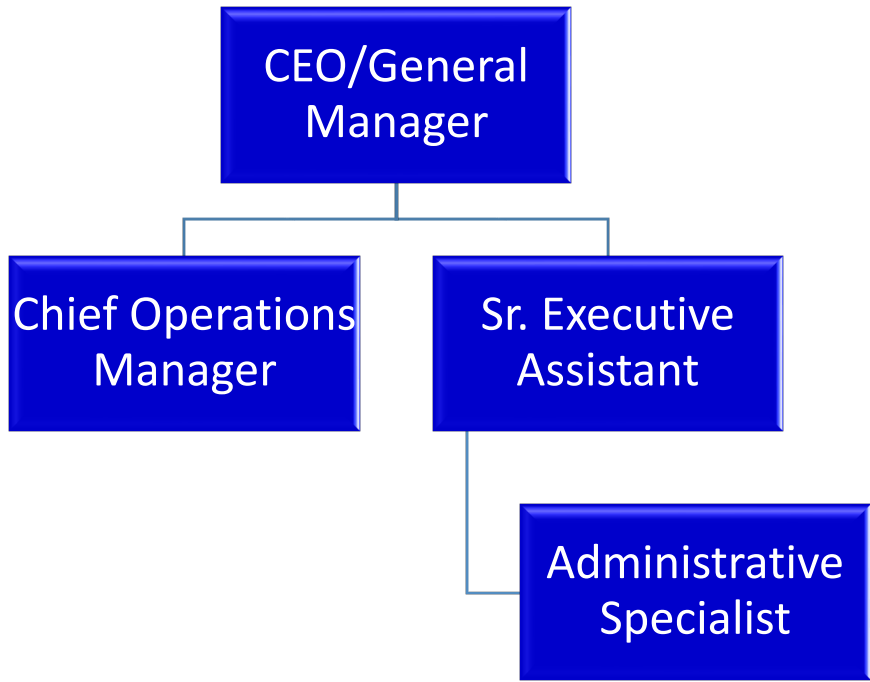 CEO/General
Manager
Chief Operations
Manager
Sr. Executive
Assistant
Administrative
Specialist